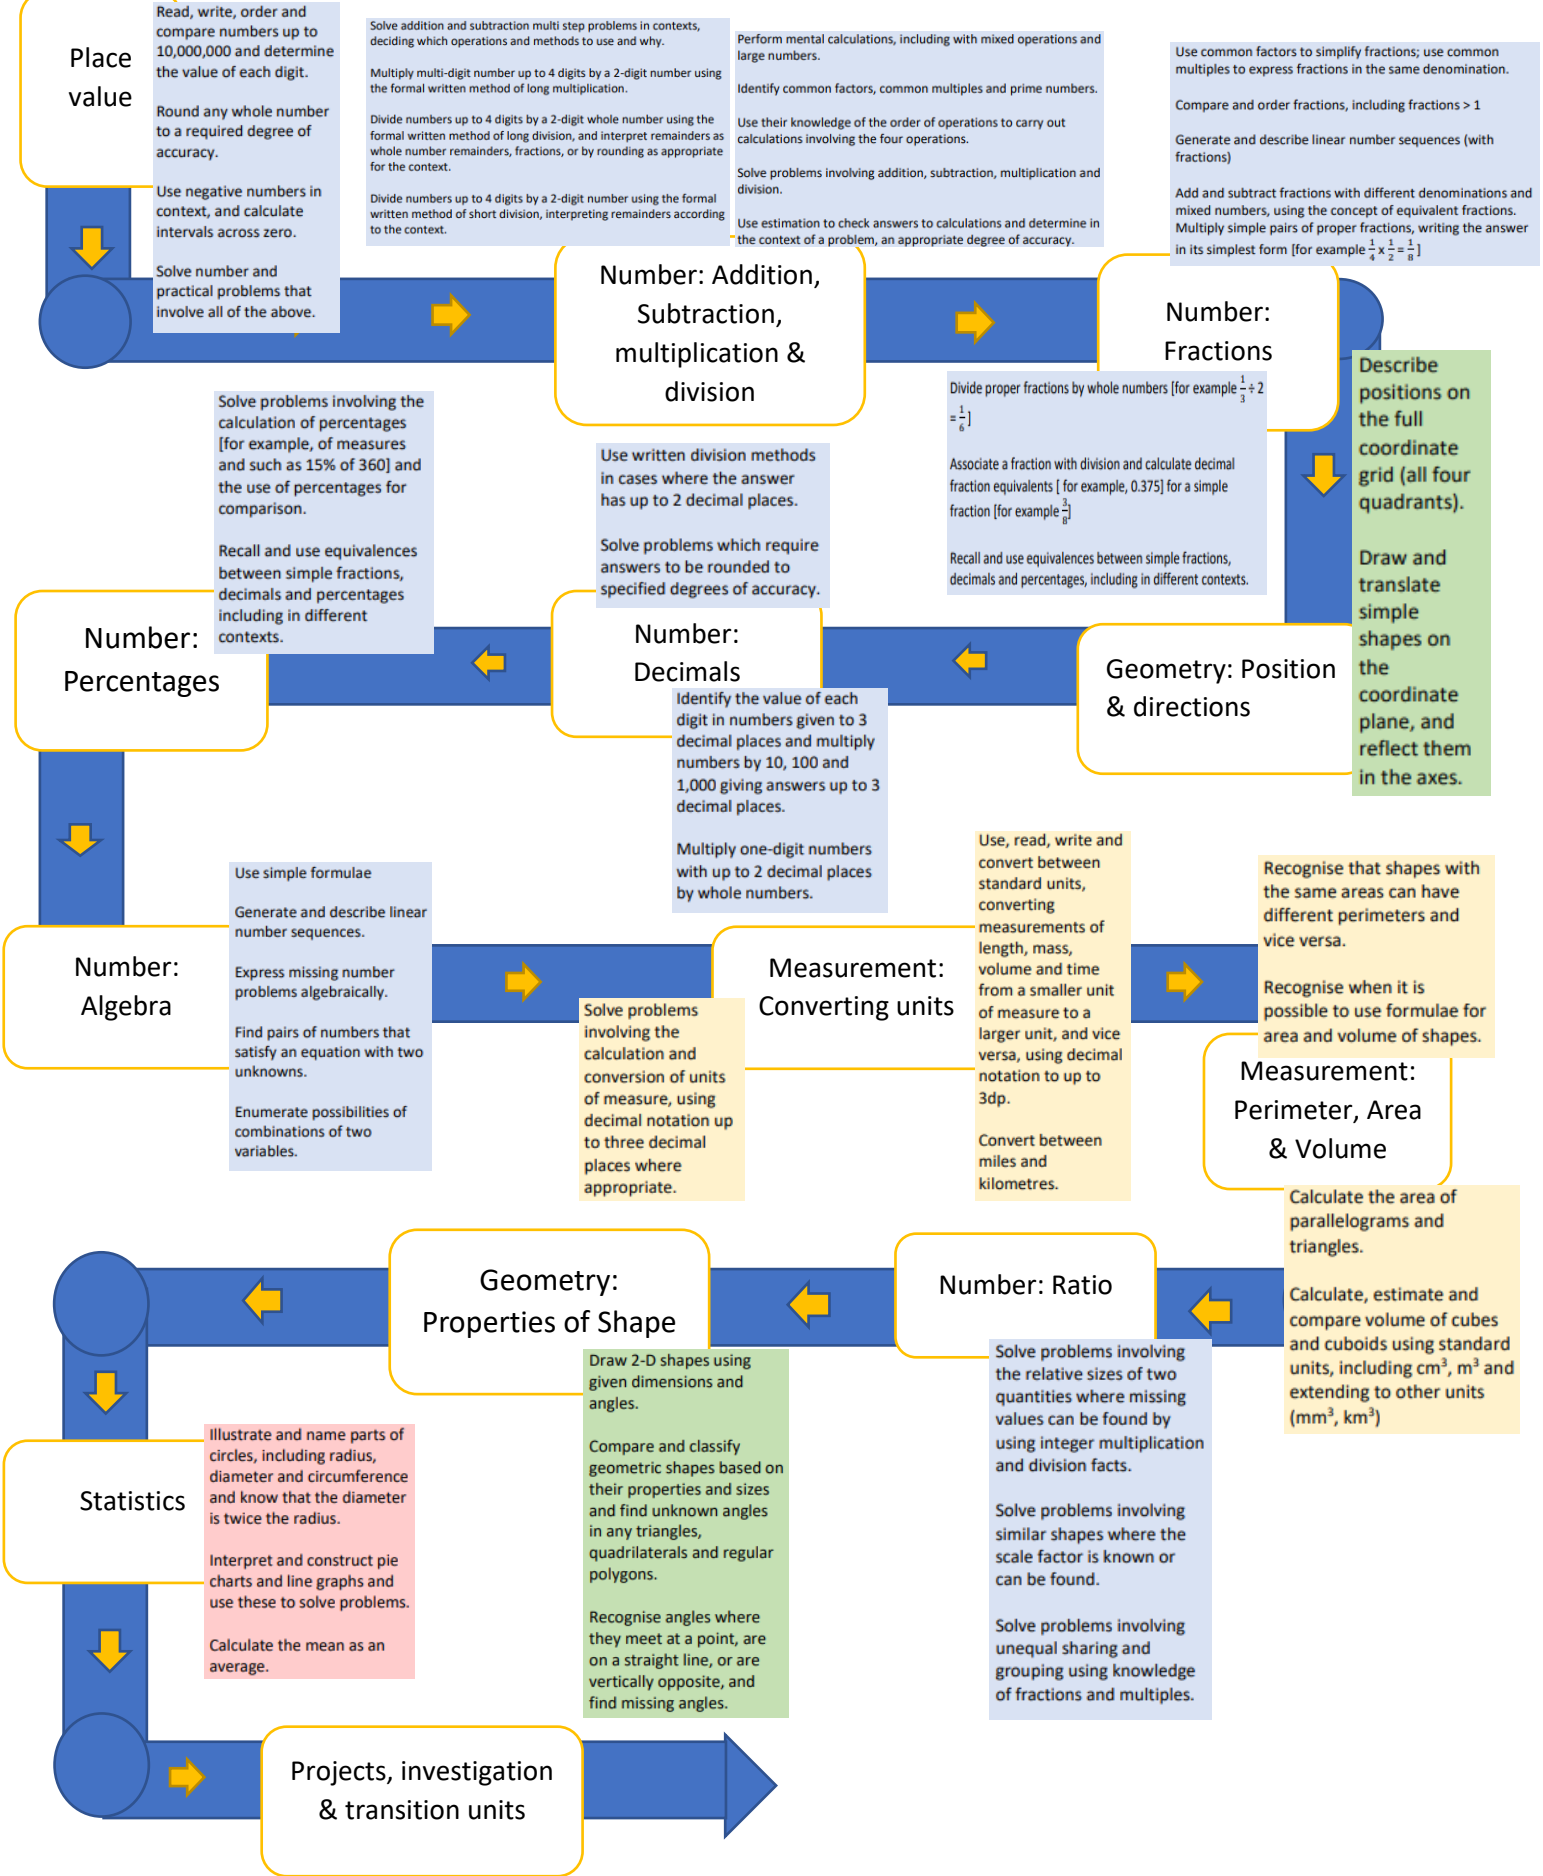 Place
value
Read, write, order and
compare numbers up to
10,000,000 and determine
the value of each digit.
Round any whole number
to a required degree of
accuracy.
Use negative numbers in
context, and calculate
intervals across zero.
Solve number and
practical problems that
involve all of the above.
Solve addition and subtraction multi step problems in contexts,
deciding which operations and methods to use and why.
Multiply multi-digit number up to 4 digits by a 2-digit number using
the formal written method of long multiplication.
Divide numbers up to 4 digits by a 2-digit whole number using the
formal written method of long division, and interpret remainders as
whole number remainders, fractions, or by rounding as appropriate
for the context.
Divide numbers up to 4 digits by a 2-digit number using the formal
written method of short division, interpreting remainders according
to the context.
Perform mental calculations, including with mixed operations and
large numbers.
Identify common factors, common multiples and prime numbers.
Use their knowledge of the order of operations to carry out
calculations involving the four operations.
Solve problems involving addition, subtraction, multiplication and
division.
Use estimation to check answers to calculations and determine in
the context of a problem, an appropriate degree of accuracy.
Number: Addition,
Subtraction,
multiplication &
division
Use common factors to simplify fractions; use common
multiples to express fractions in the same denomination.
Compare and order fractions, including fractions > 1
Generate and describe linear number sequences (with
fractions)
Add and subtract fractions with different denominations and
mixed numbers, using the concept of equivalent fractions.
Multiply simple pairs of proper fractions, writing the answer
in its simplest form [for example 1/4 x 1/2 = 1/8 ]
Number:
Fractions
Divide proper fractions by whole numbers [for example 1/3 ÷ 2
= 1/6 ]
Associate a fraction with division and calculate decimal
fraction equivalents [ for example, 0.375] for a simple
fraction [for example 3/8]
Recall and use equivalences between simple fractions,
decimals and percentages, including in different contexts.
Describe
positions on
the full
coordinate
grid (all four
quadrants).
Draw and
translate
simple
shapes on
the
coordinate
plane, and
reflect them
in the axes.
Geometry: Position
& directions
Use written division methods
in cases where the answer
has up to 2 decimal places.
Solve problems which require
answers to be rounded to
specified degrees of accuracy.
Number:
Decimals
Identify the value of each
digit in numbers given to 3
decimal places and multiply
numbers by 10, 100 and
1,000 giving answers up to 3
decimal places.
Multiply one-digit numbers
with up to 2 decimal places
by whole numbers.
Solve problems involving the
calculation of percentages
[for example, of measures
and such as 15% of 360] and
the use of percentages for
comparison.
Recall and use equivalences
between simple fractions,
decimals and percentages
including in different
contexts.
Number:
Percentages
Number:
Algebra
Use simple formulae
Generate and describe linear
number sequences.
Express missing number
problems algebraically.
Find pairs of numbers that
satisfy an equation with two
unknowns.
Enumerate possibilities of
combinations of two
variables.
Solve problems
involving the
calculation and
conversion of units
of measure, using
decimal notation up
to three decimal
places where
appropriate.
Measurement:
Converting units
Use, read, write and
convert between
standard units,
converting
measurements of
length, mass,
volume and time
from a smaller unit
of measure to a
larger unit, and vice
versa, using decimal
notation to up to
3dp.
Convert between
miles and
kilometres.
Recognise that shapes with
the same areas can have
different perimeters and
vice versa.
Recognise when it is
possible to use formulae for
area and volume of shapes.
Measurement:
Perimeter, Area
& Volume
Calculate the area of
parallelograms and
triangles.
Calculate, estimate and
compare volume of cubes
and cuboids using standard
units, including cm³, m³ and
extending to other units
(mm³, km³)
Number: Ratio
Solve problems involving
the relative sizes of two
quantities where missing
values can be found by
using integer multiplication
and division facts.
Solve problems involving
similar shapes where the
scale factor is known or
can be found.
Solve problems involving
unequal sharing and
grouping using knowledge
of fractions and multiples.
Geometry:
Properties of Shape
Draw 2-D shapes using
given dimensions and
angles.
Compare and classify
geometric shapes based on
their properties and sizes
and find unknown angles
in any triangles,
quadrilaterals and regular
polygons.
Recognise angles where
they meet at a point, are
on a straight line, or are
vertically opposite, and
find missing angles.
Statistics
Illustrate and name parts of
circles, including radius,
diameter and circumference
and know that the diameter
is twice the radius.
Interpret and construct pie
charts and line graphs and
use these to solve problems.
Calculate the mean as an
average.
Projects, investigation
& transition units